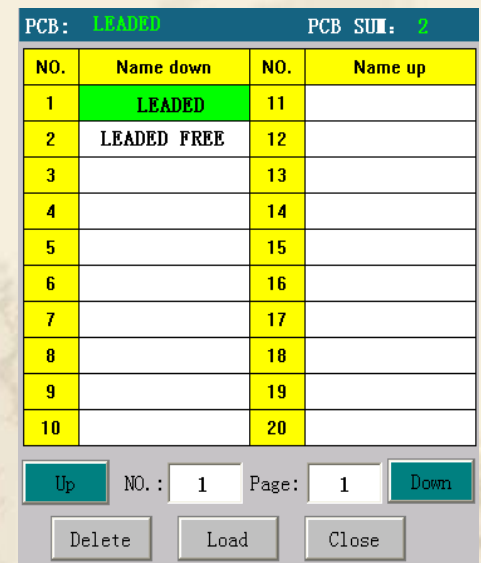 PCB: LEADED PCB SUM: 2
NO. Name down NO. Name up
1 LEADED 11
2 LEADED FREE 12
3 13
4 14
5 15
6 16
7 17
8 18
9 19
10 20
Up NO.: 1 Page: 1 Down
Delete Load Close